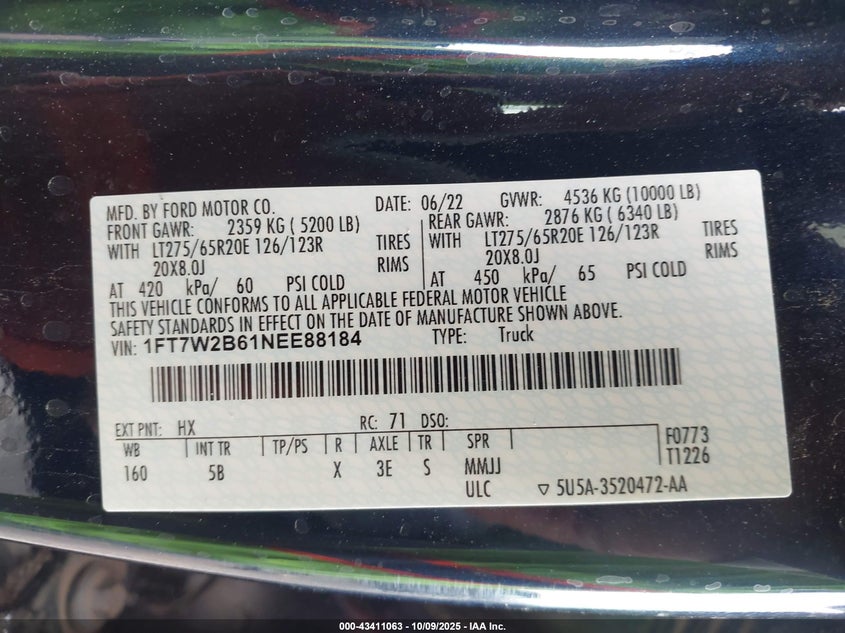 MFD. BY FORD MOTOR CO. DATE: 06/22 GVWR: 4536 KG (10000 LB)
FRONT GAWR: 2359 KG ( 5200 LB) REAR GAWR: 2876 KG ( 6340 LB)
WITH LT275/65R20E 126/123R TIRES WITH LT275/65R20E 126/123R TIRES
20X8.0J RIMS 20X8.0J RIMS
AT 420 kPa/ 60 PSI COLD AT 450 kPa/ 65 PSI COLD
THIS VEHICLE CONFORMS TO ALL APPLICABLE FEDERAL MOTOR VEHICLE
SAFETY STANDARDS IN EFFECT ON THE DATE OF MANUFACTURE SHOWN ABOVE.
VIN: 1FT7W2B61NEE88184 TYPE: Truck
EXT PNT: HX RC: 71 DSO:
WB INT TR TP/PS R AXLE TR SPR F0773
160 5B X 3E S MMJJ T1226
ULC ▽ 5U5A-3520472-AA
000-43411063 - 10/09/2025 - IAA Inc.